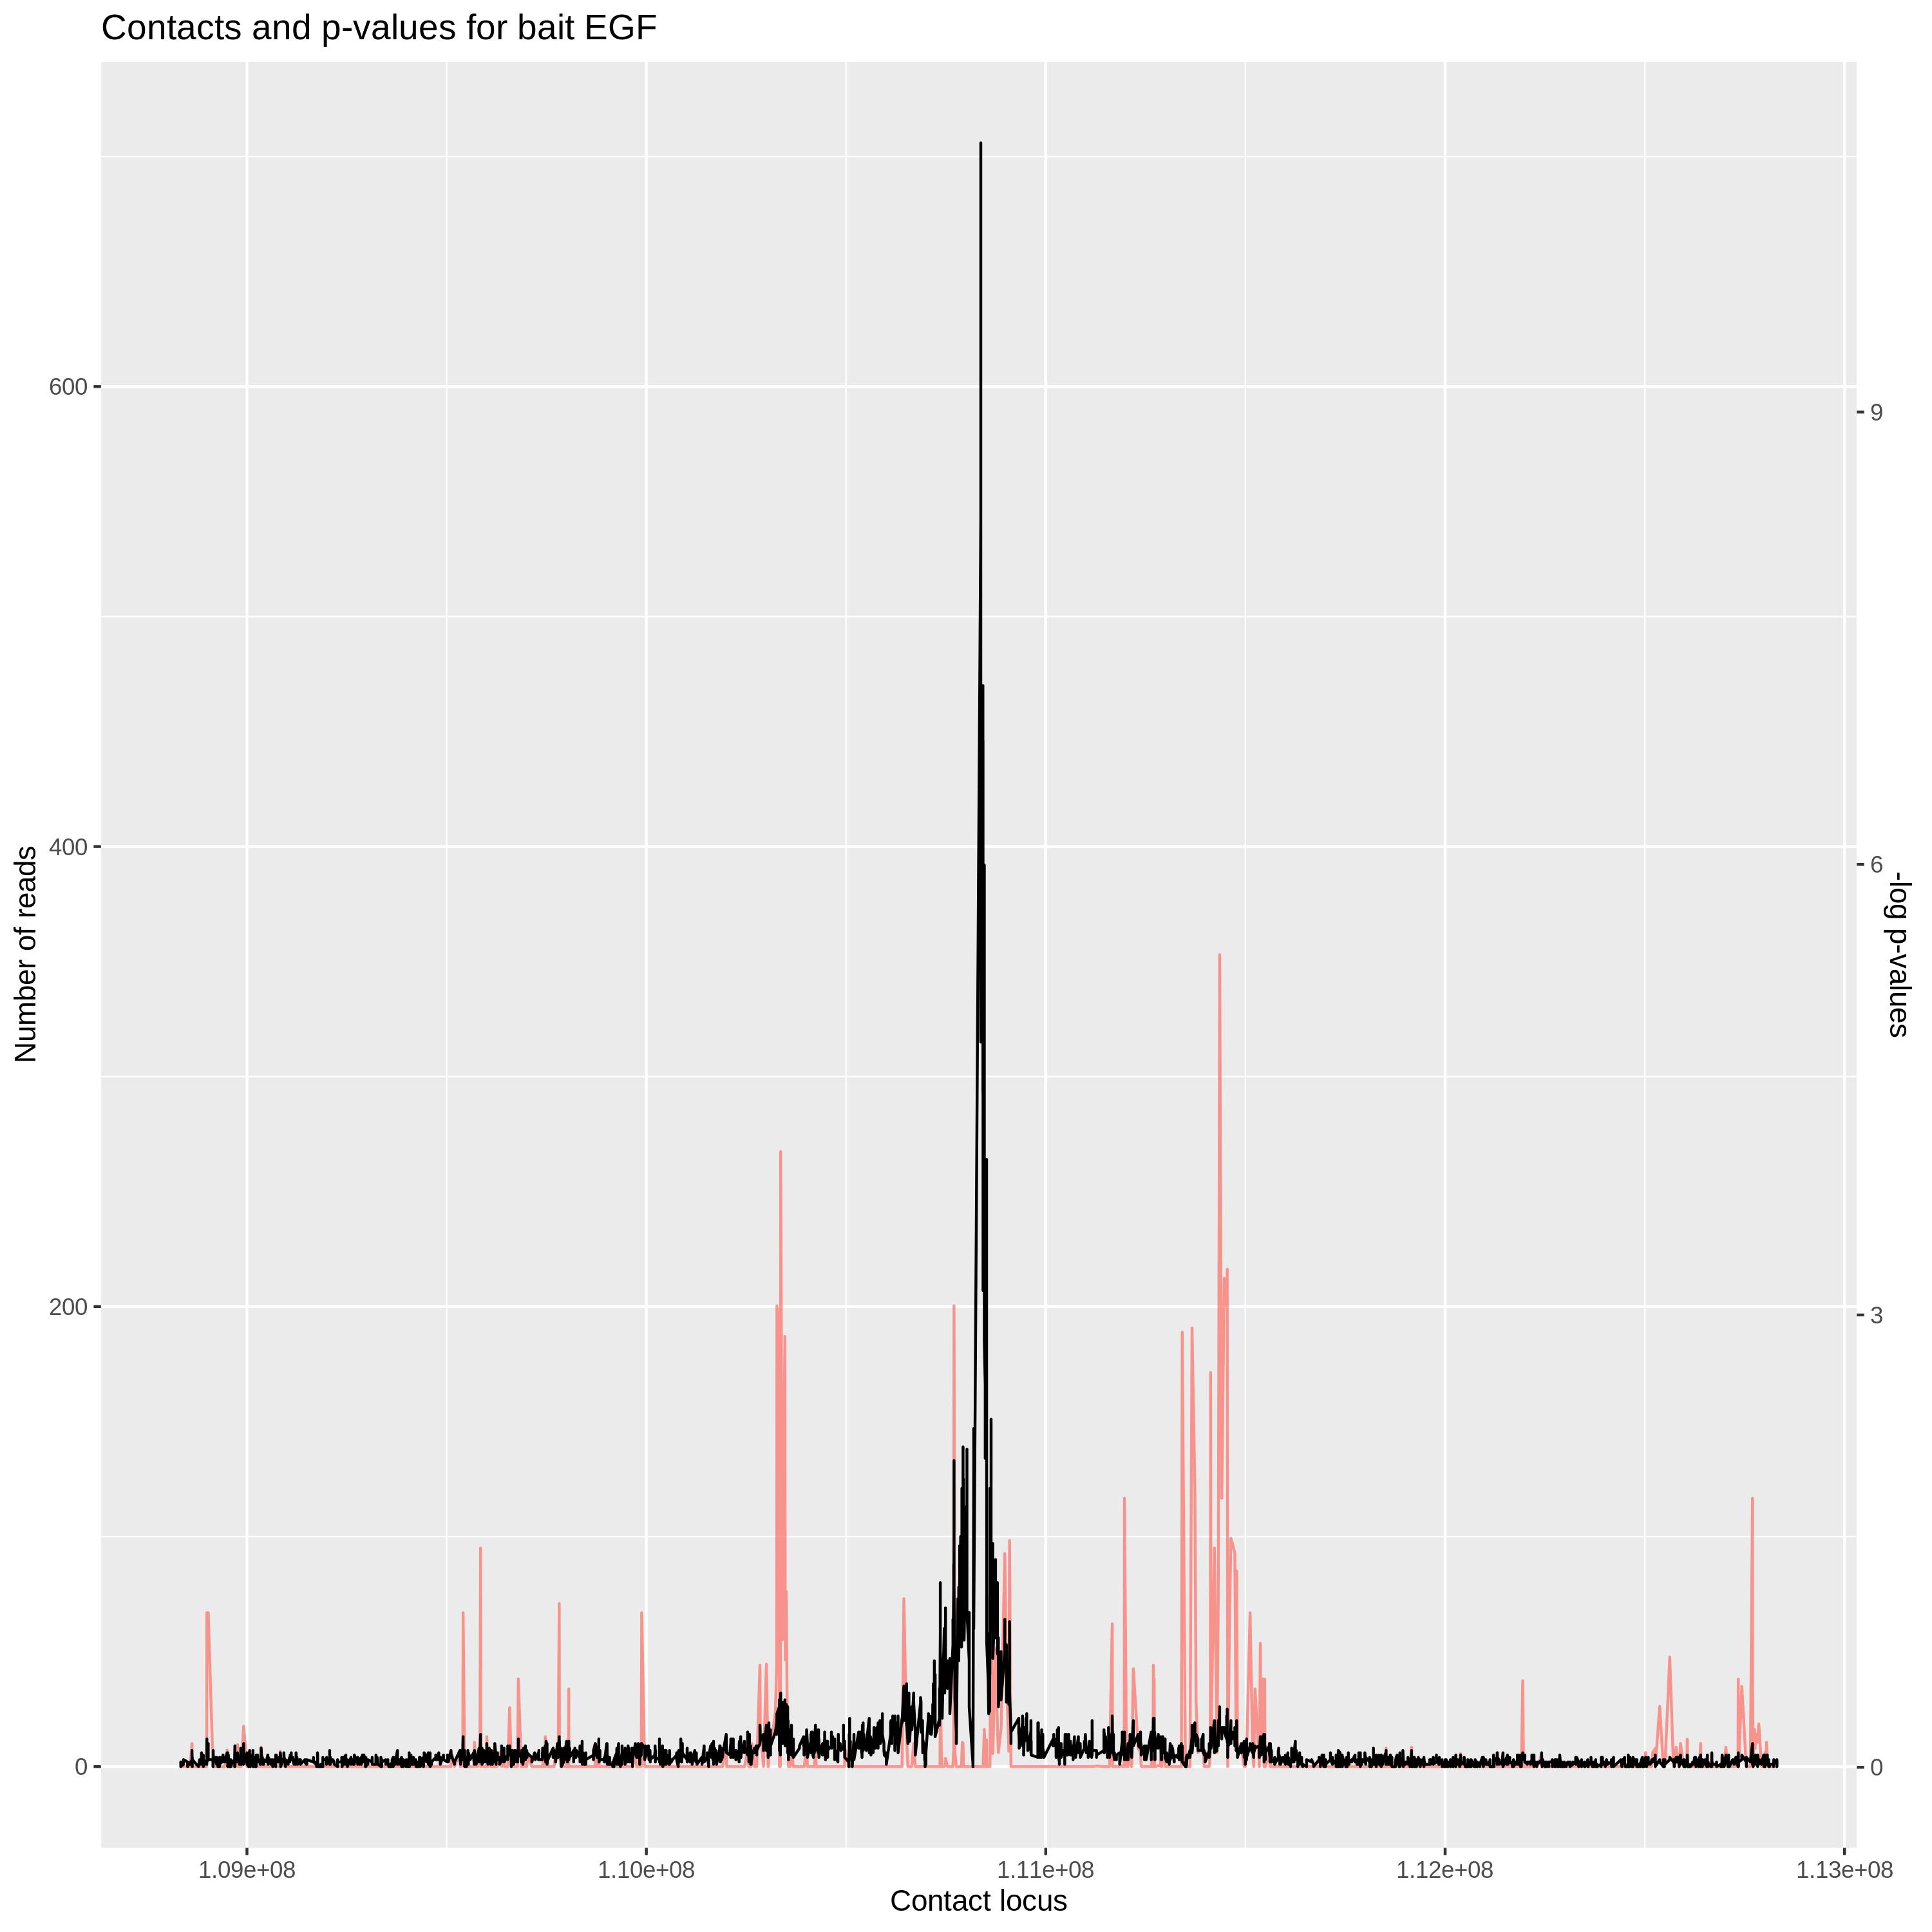 Contacts and p-values for bait EGF
Number of reads
600
400
200
0
9
6
3
0
-log p-values
1.09e+08
1.10e+08
1.11e+08
1.12e+08
1.13e+08
Contact locus